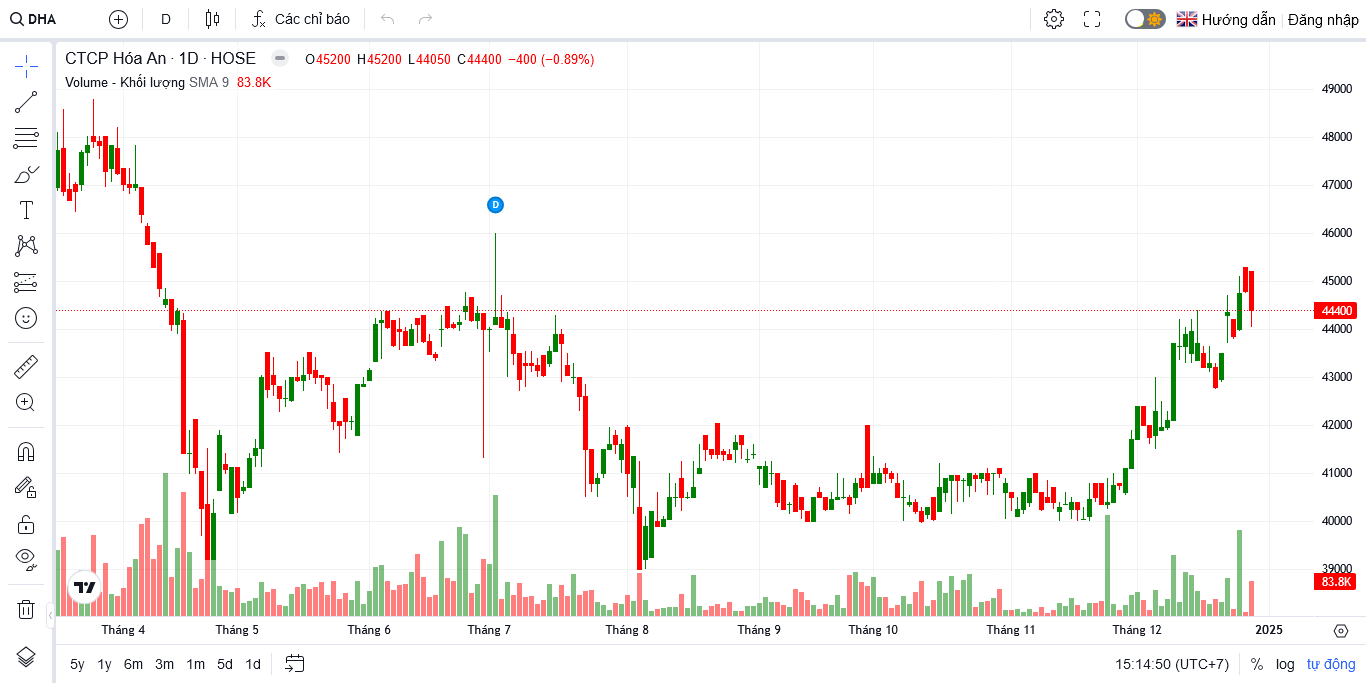 DHA D Các chỉ báo Hướng dẫn Đăng nhập
CTCP Hóa An · 1D · HOSE O45200 H45200 L44050 C44400 −400 (−0.89%)
Volume - Khối lượng SMA 9 83.8K
49000
48000
47000
46000
D
45000
44400
44000
43000
42000
41000
40000
39000
83.8K
Tháng 4 Tháng 5 Tháng 6 Tháng 7 Tháng 8 Tháng 9 Tháng 10 Tháng 11 Tháng 12 2025
5y 1y 6m 3m 1m 5d 1d 15:14:50 (UTC+7) % log tự động